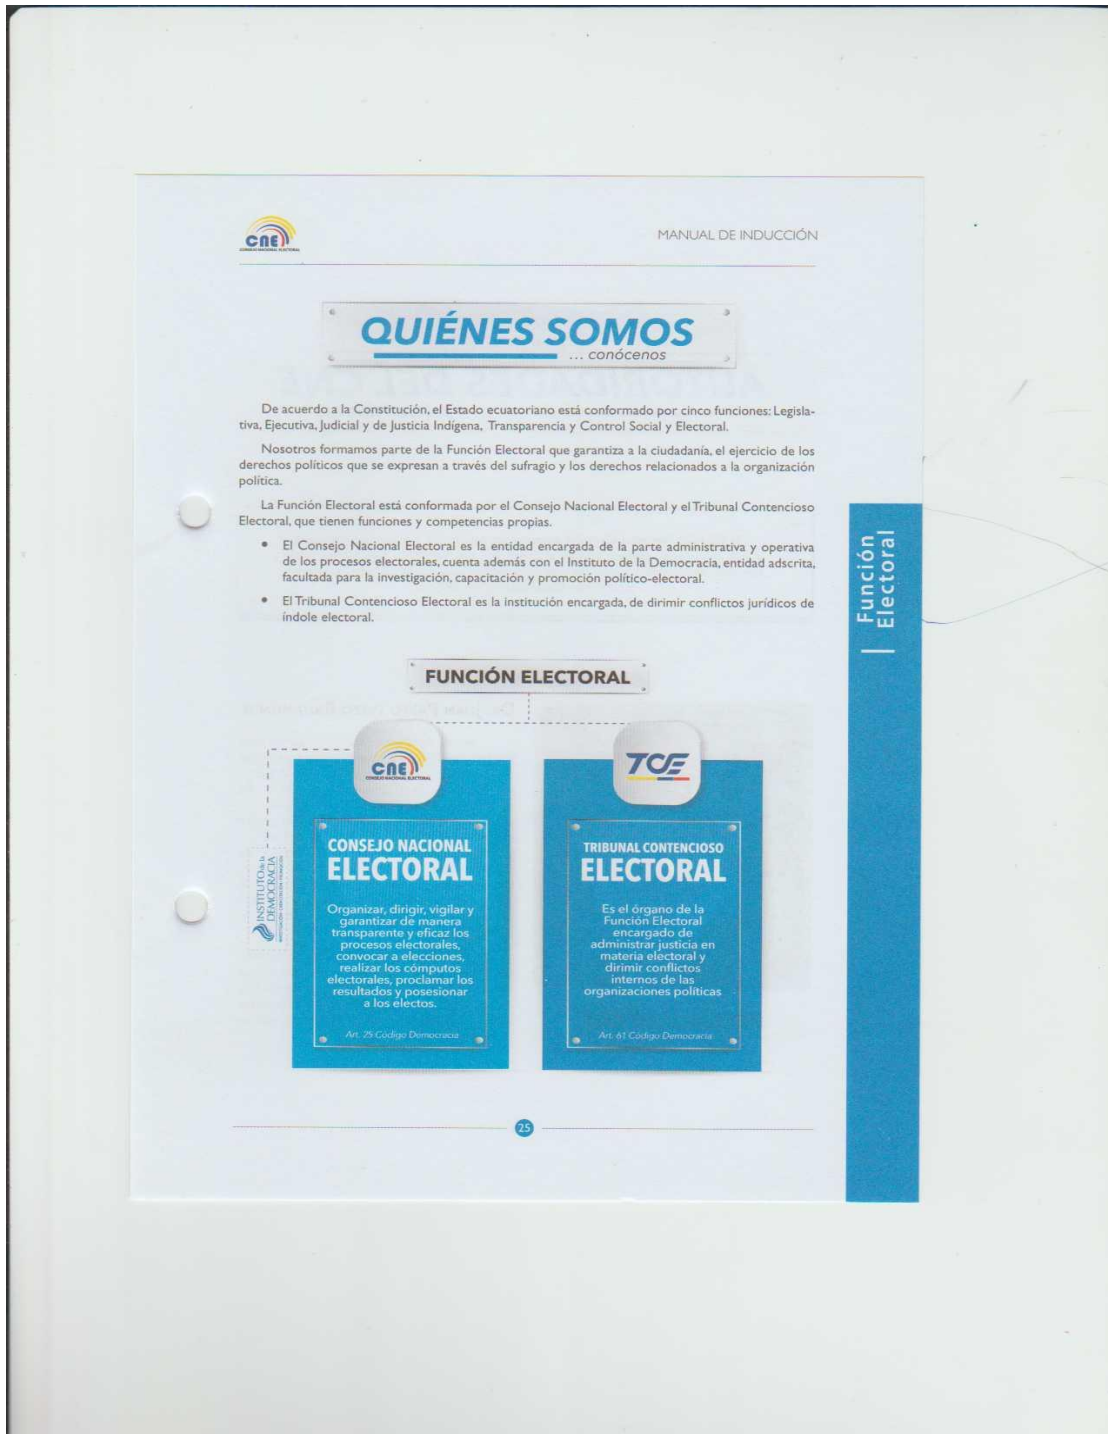 CNE
CONSEJO NACIONAL ELECTORAL
MANUAL DE INDUCCIÓN
QUIÉNES SOMOS
... conócenos
De acuerdo a la Constitución, el Estado ecuatoriano está conformado por cinco funciones: Legisla-
tiva, Ejecutiva, Judicial y de Justicia Indígena, Transparencia y Control Social y Electoral.
Nosotros formamos parte de la Función Electoral que garantiza a la ciudadanía, el ejercicio de los
derechos políticos que se expresan a través del sufragio y los derechos relacionados a la organización
política.
La Función Electoral está conformada por el Consejo Nacional Electoral y el Tribunal Contencioso
Electoral, que tienen funciones y competencias propias.
• El Consejo Nacional Electoral es la entidad encargada de la parte administrativa y operativa
de los procesos electorales, cuenta además con el Instituto de la Democracia, entidad adscrita,
facultada para la investigación, capacitación y promoción político-electoral.
• El Tribunal Contencioso Electoral es la institución encargada, de dirimir conflictos jurídicos de
índole electoral.
Función
Electoral
FUNCIÓN ELECTORAL
CNE
CONSEJO NACIONAL ELECTORAL
INSTITUTO de la
DEMOCRACIA
CONSEJO NACIONAL
ELECTORAL
Organizar, dirigir, vigilar y
garantizar de manera
transparente y eficaz los
procesos electorales,
convocar a elecciones,
realizar los cómputos
electorales, proclamar los
resultados y posesionar
a los electos.
Art. 25 Código Democracia
TCE
TRIBUNAL CONTENCIOSO
ELECTORAL
Es el órgano de la
Función Electoral
encargado de
administrar justicia en
materia electoral y
dirimir conflictos
internos de las
organizaciones políticas
Art. 61 Código Democracia
25